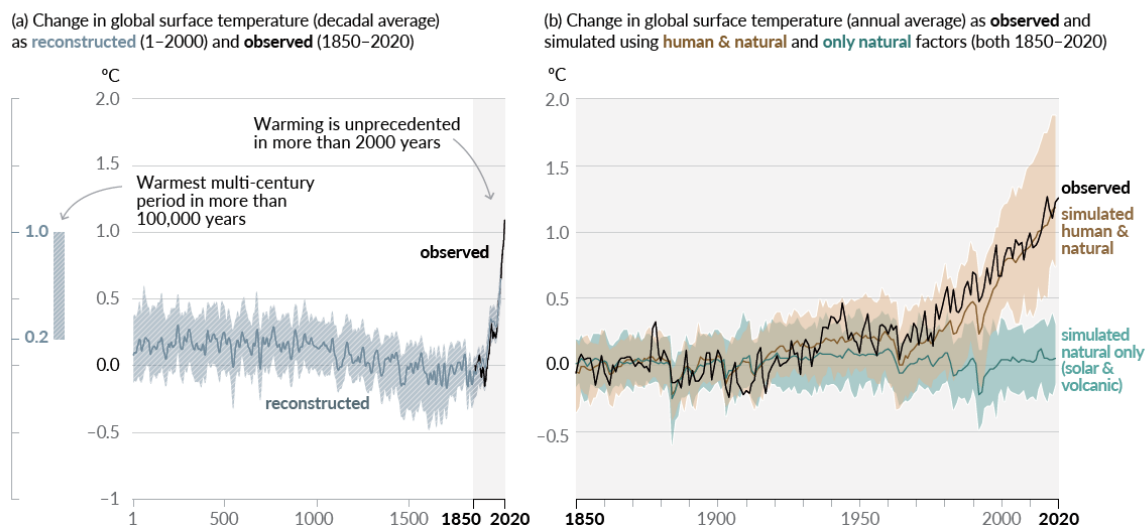 (a) Change in global surface temperature (decadal average)
as reconstructed (1–2000) and observed (1850–2020)
ºC
2.0
1.5
1.0
0.5
0.0
−0.5
−1
1.0
0.2
Warming is unprecedented
in more than 2000 years
Warmest multi-century
period in more than
100,000 years
observed
reconstructed
1
500
1000
1500
1850
2020
(b) Change in global surface temperature (annual average) as observed and
simulated using human & natural and only natural factors (both 1850–2020)
ºC
2.0
1.5
1.0
0.5
0.0
−0.5
observed
simulated
human &
natural
simulated
natural only
(solar &
volcanic)
1850
1900
1950
2000
2020